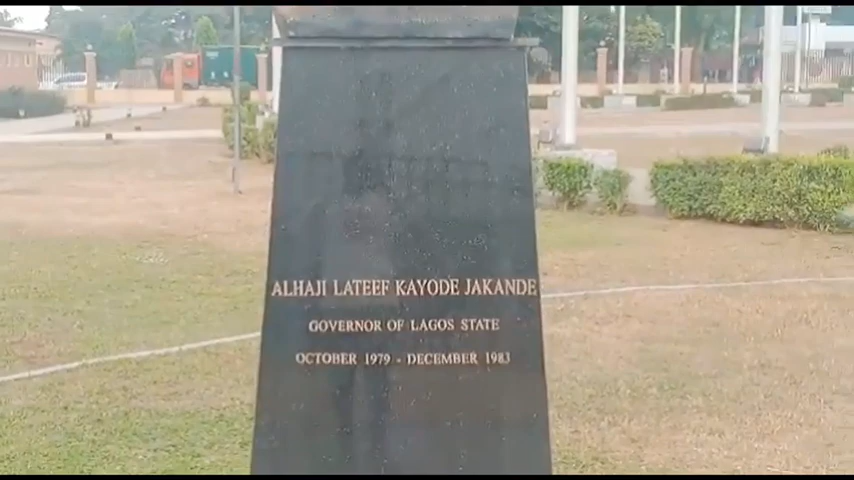 ALHAJI LATEEF KAYODE JAKANDE
GOVERNOR OF LAGOS STATE
OCTOBER 1979 - DECEMBER 1983